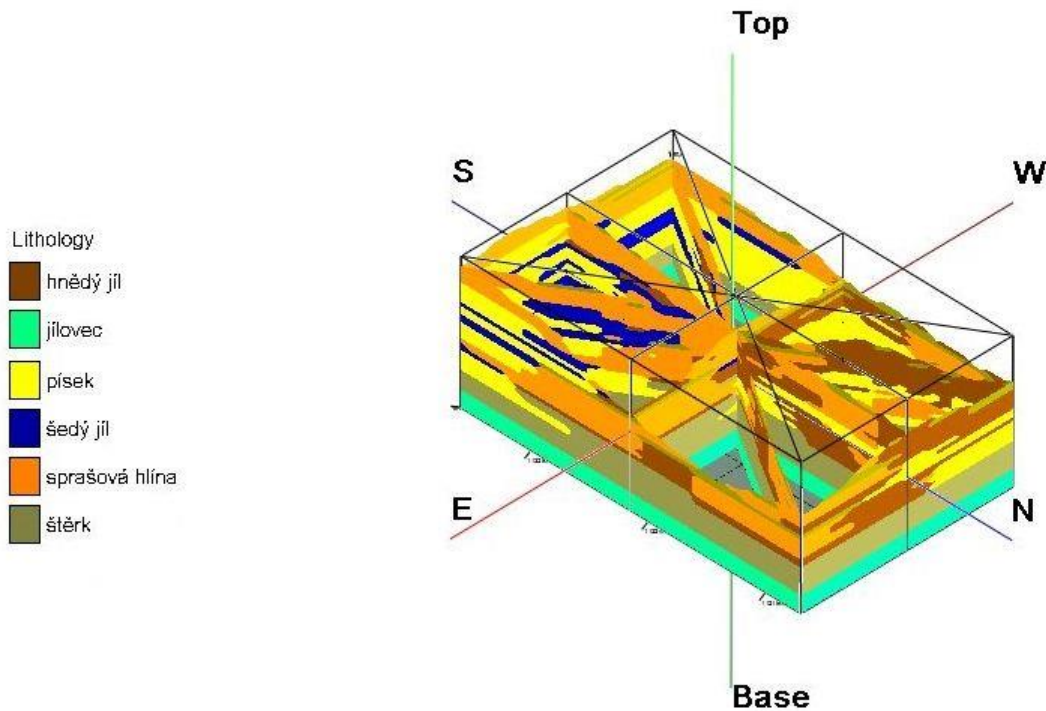 Top
S
W
Lithology
hnědý jíl
jílovec
písek
šedý jíl
sprašová hlína
štěrk
E
N
Base